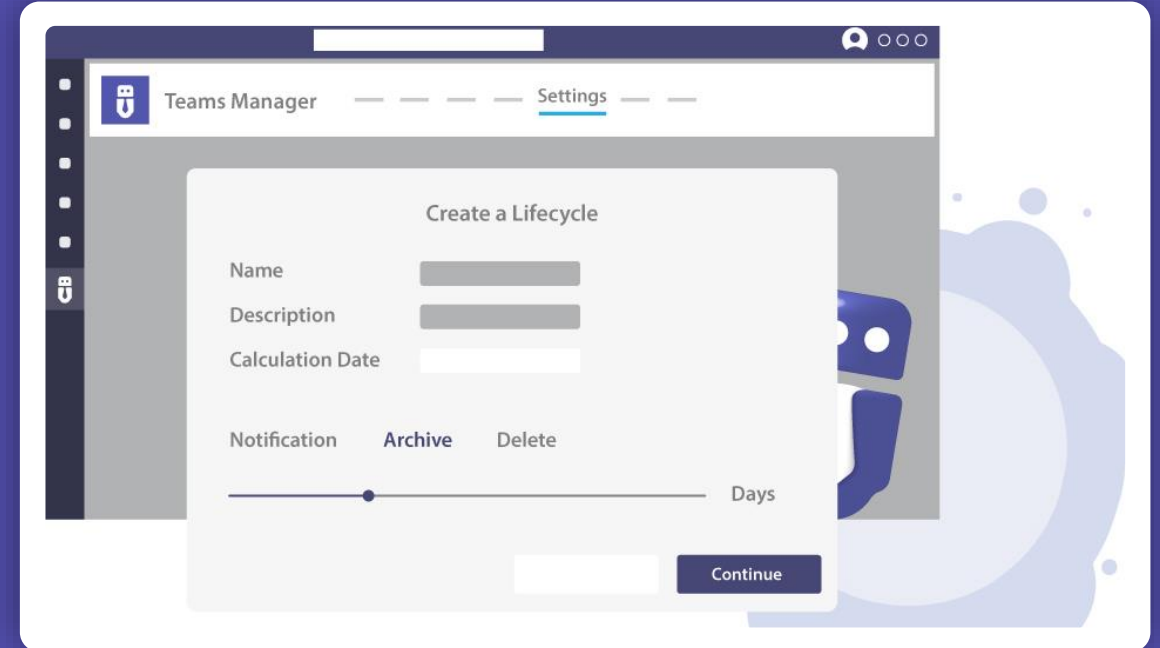 Teams Manager
Settings
Create a Lifecycle
Name
Description
Calculation Date
Notification Archive Delete
Days
Continue